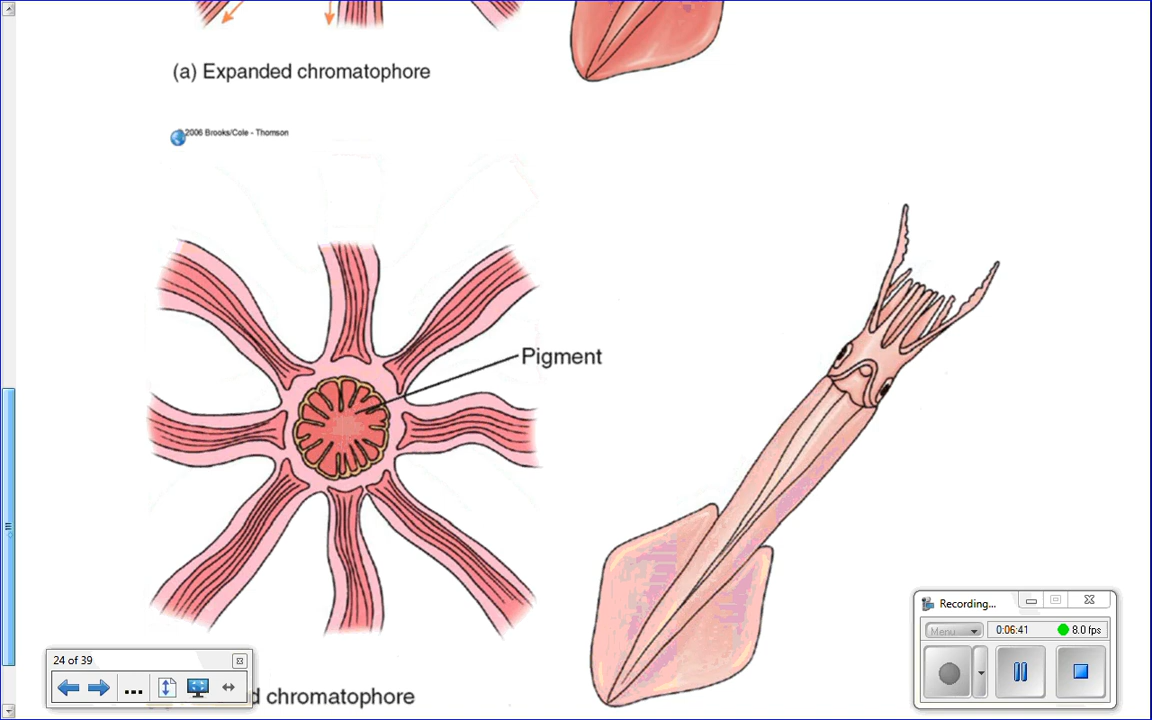 (a) Expanded chromatophore
2006 Brooks/Cole - Thomson
Pigment
Recording...
Menu
0:06:41
8.0 fps
24 of 39
d chromatophore